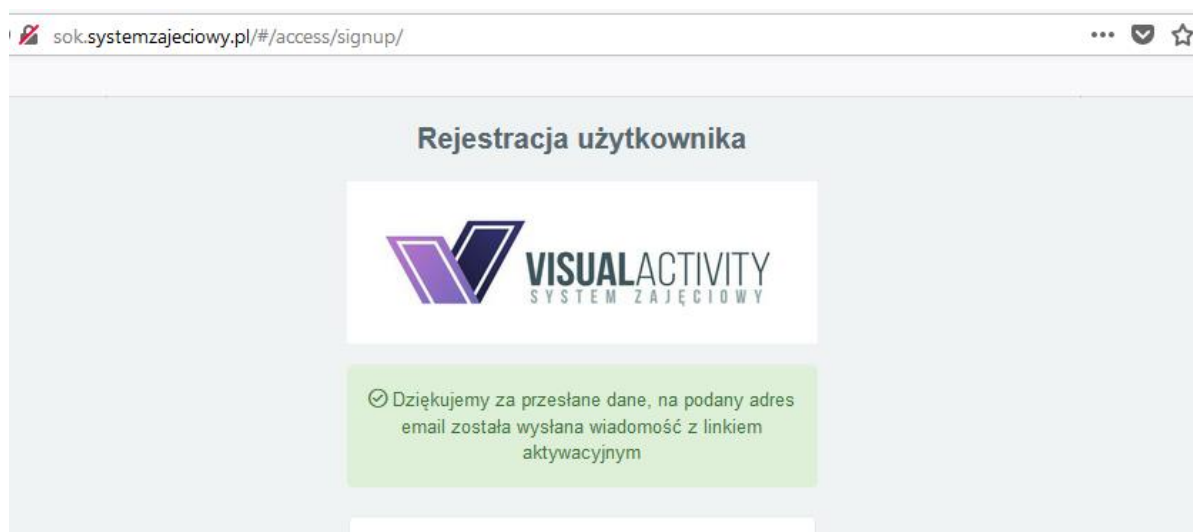 sok.systemzajeciowy.pl/#/access/signup/
Rejestracja użytkownika
VISUALACTIVITY
SYSTEM ZAJĘCIOWY
Dziękujemy za przesłane dane, na podany adres
email została wysłana wiadomość z linkiem
aktywacyjnym